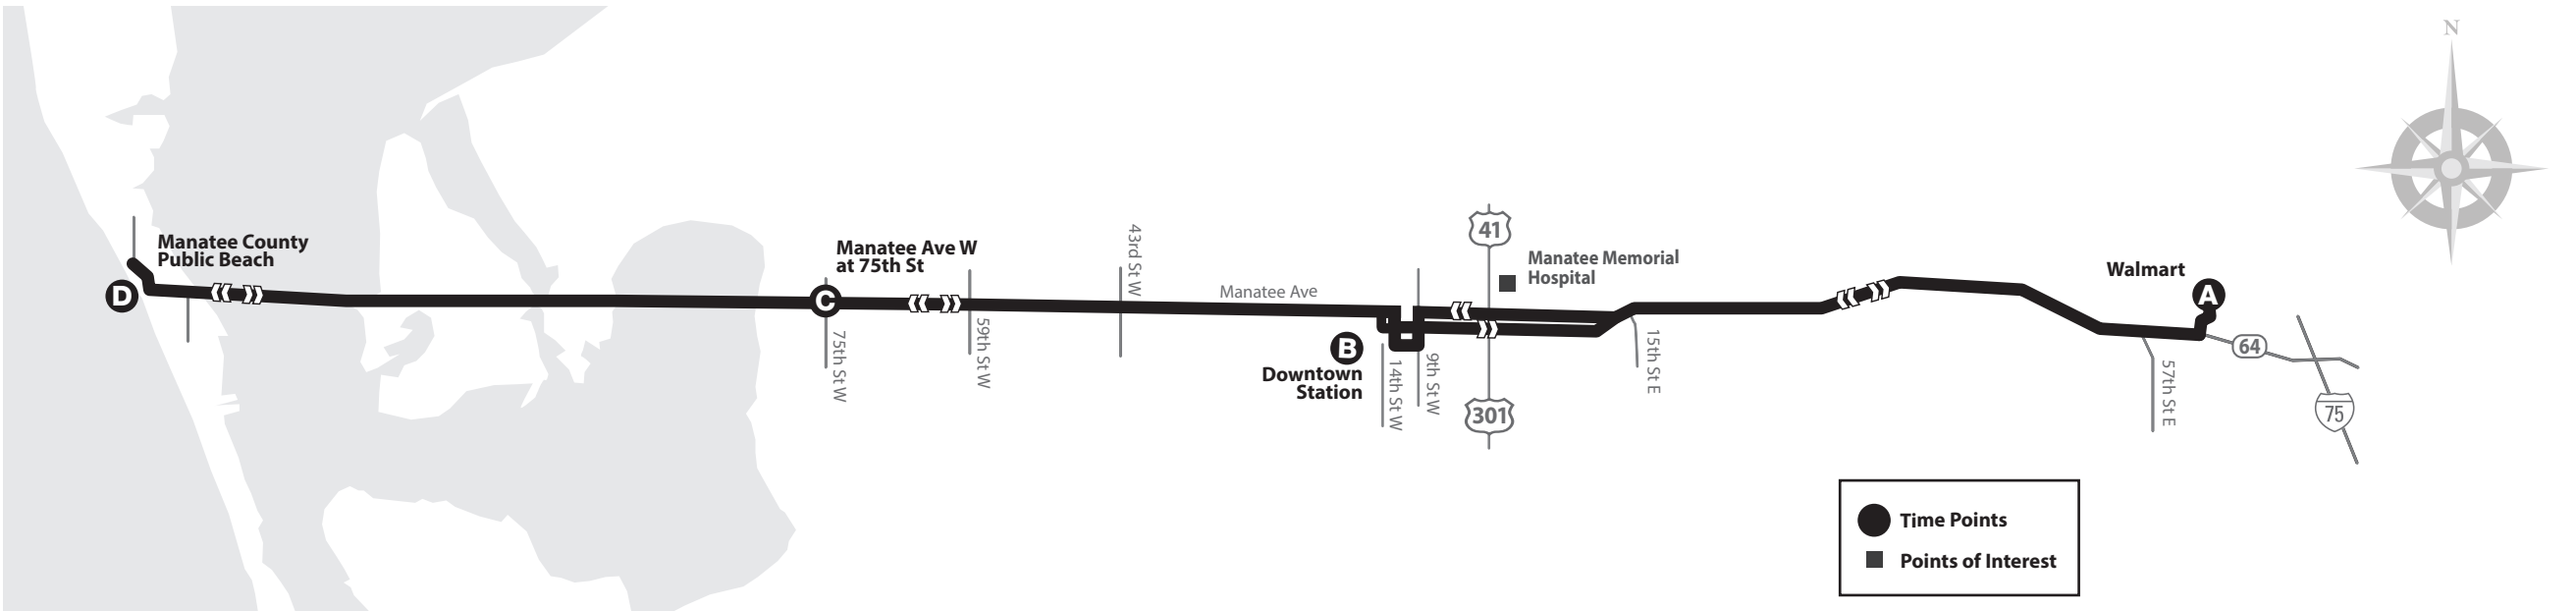 N
Manatee County
Public Beach
D
Manatee Ave W
at 75th St
C
75th St W
59th St W
43rd St W
Manatee Ave
41
Manatee Memorial
Hospital
B
Downtown
Station
14th St W
9th St W
301
15th St E
Walmart
A
64
57th St E
75
Time Points
Points of Interest